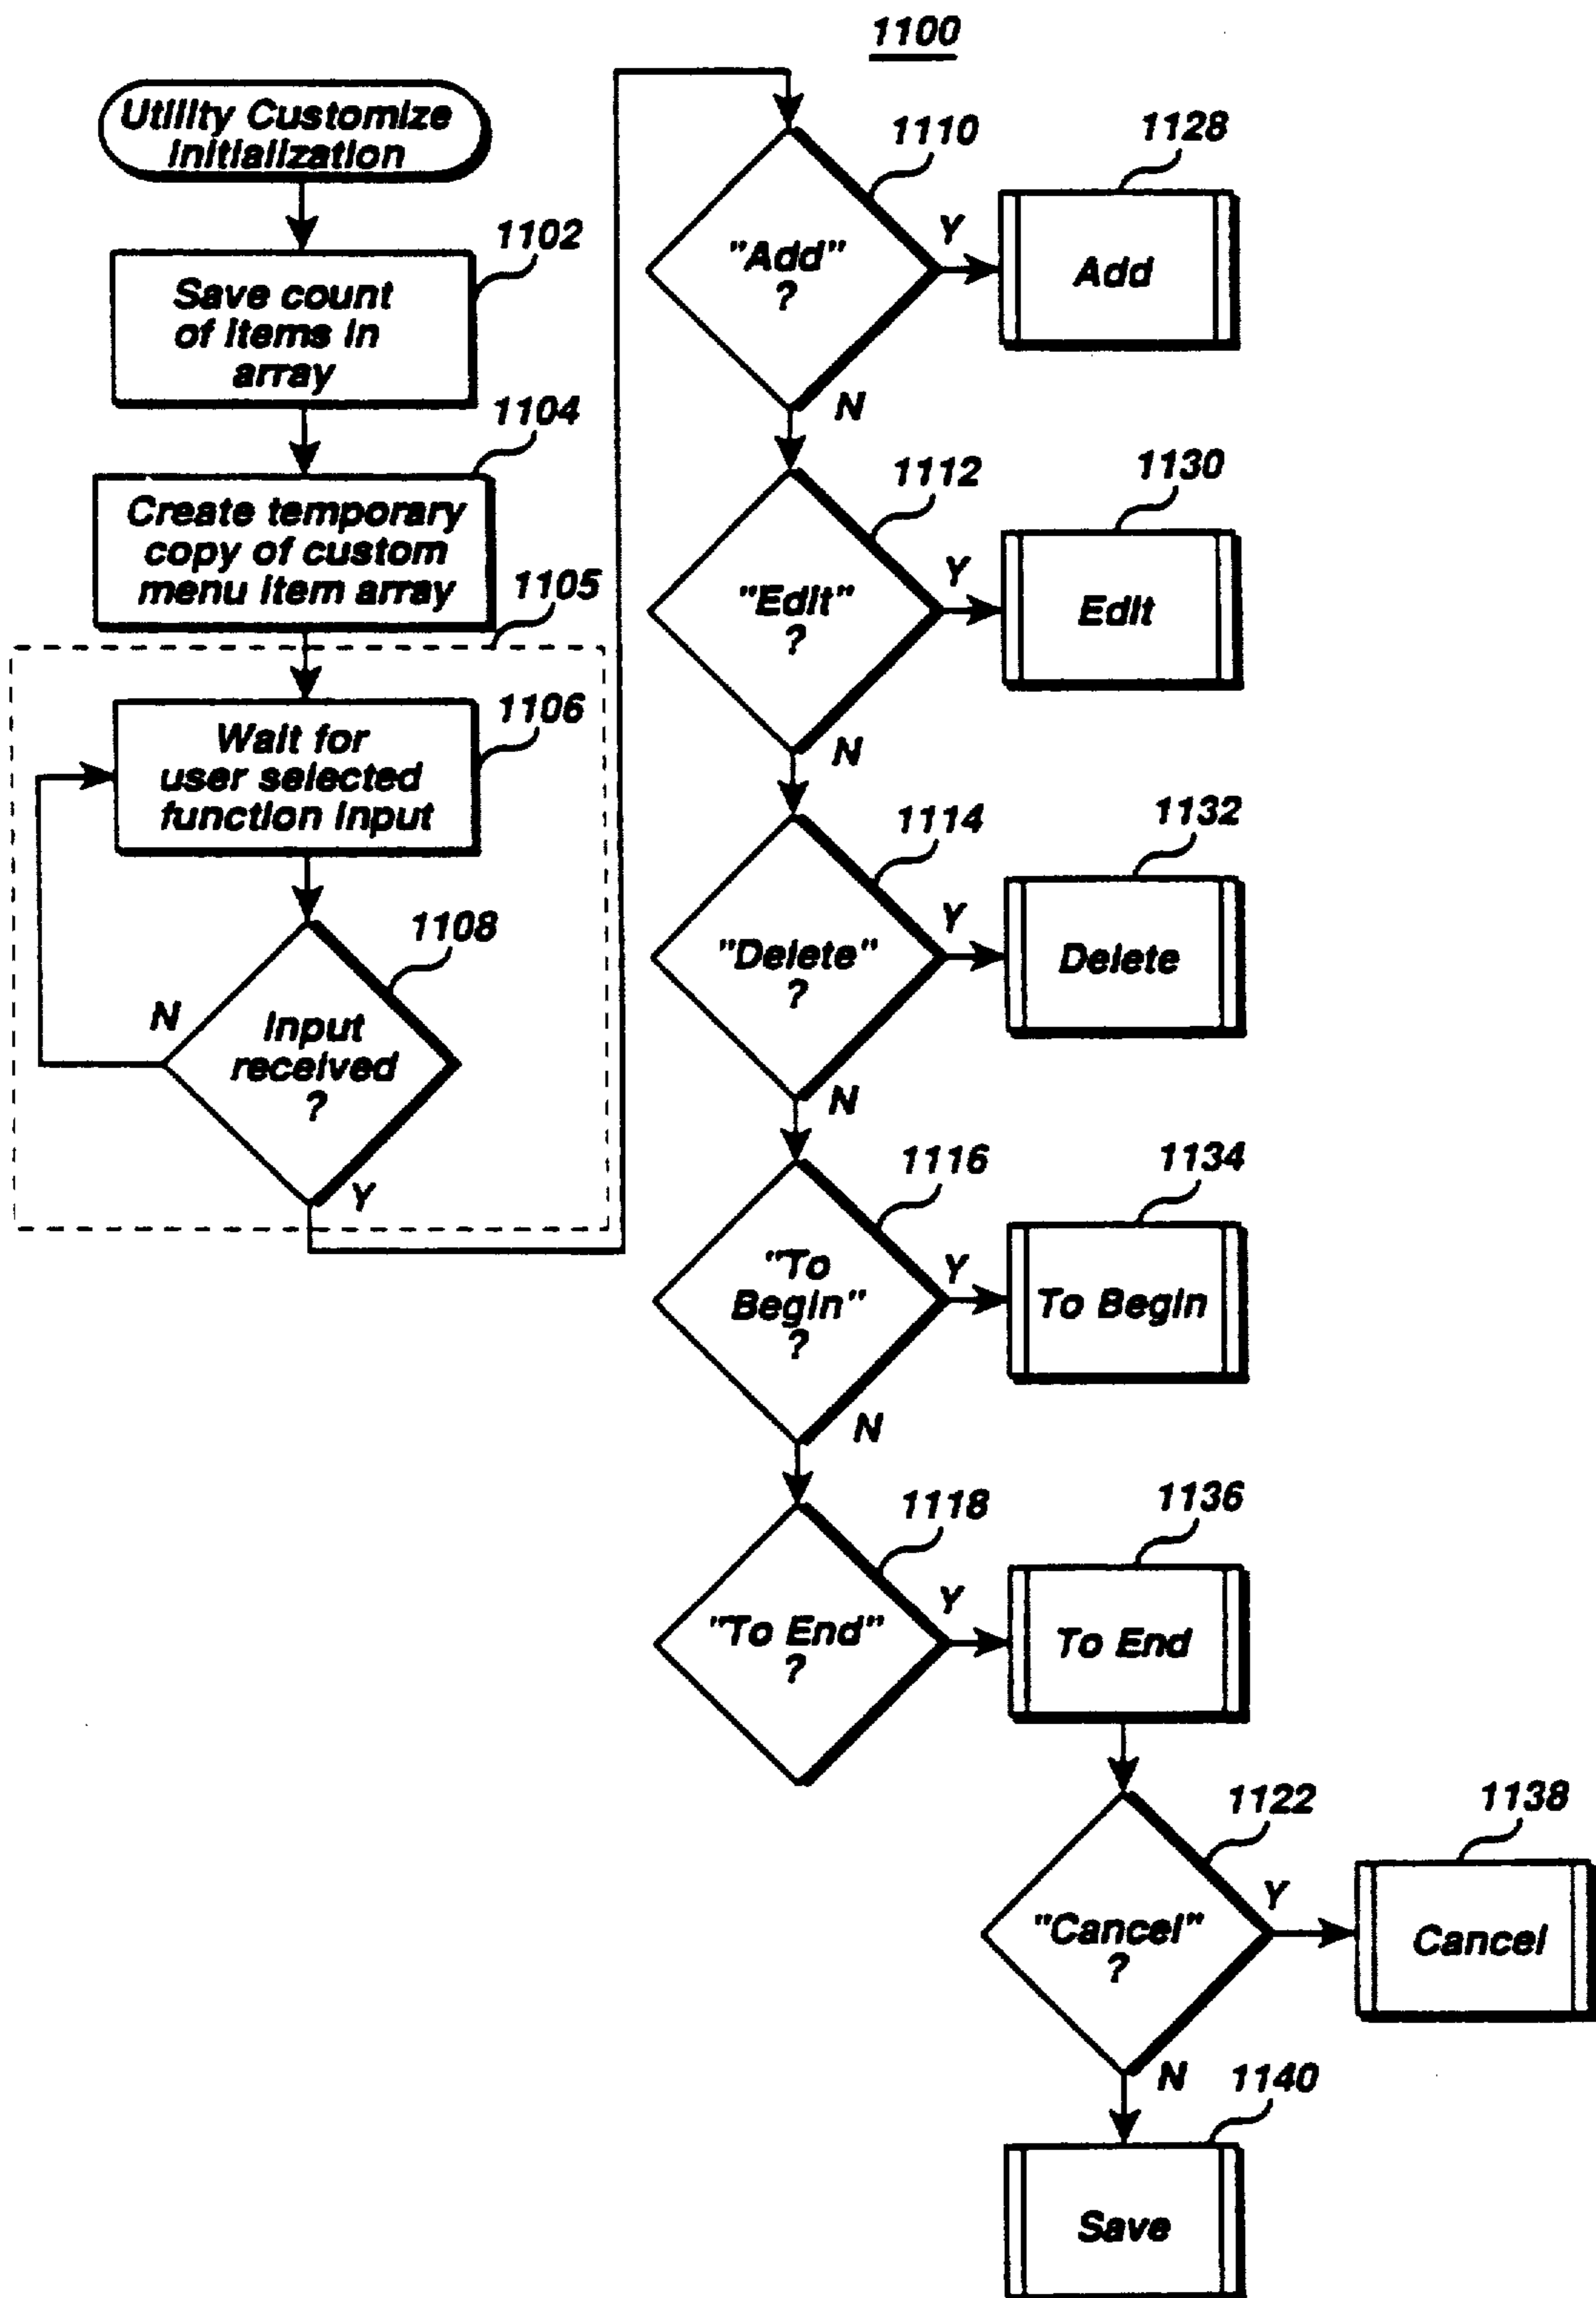 1100
Utility Customize
Initialization
1102
Save count
of items in
array
1104
Create temporary
copy of custom
menu item array
1105
1106
Wait for
user selected
function input
1108
N
Input
received
?
Y
1110
"Add"
?
Y
N
1128
Add
1112
"Edit"
?
Y
N
1130
Edit
1114
"Delete"
?
Y
N
1132
Delete
1116
"To
Begin"
?
Y
N
1134
To Begin
1118
"To End"
?
Y
1136
To End
1122
"Cancel"
?
Y
N
1138
Cancel
1140
Save